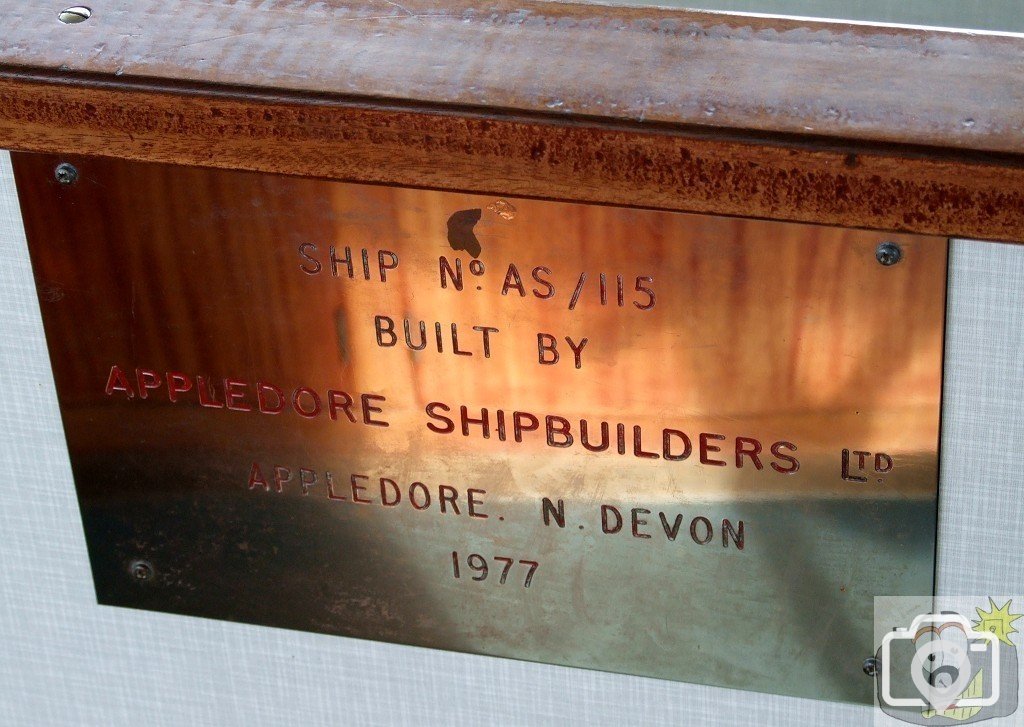 SHIP Nº AS/115
BUILT BY
APPLEDORE SHIPBUILDERS LTD.
APPLEDORE. N. DEVON
1977